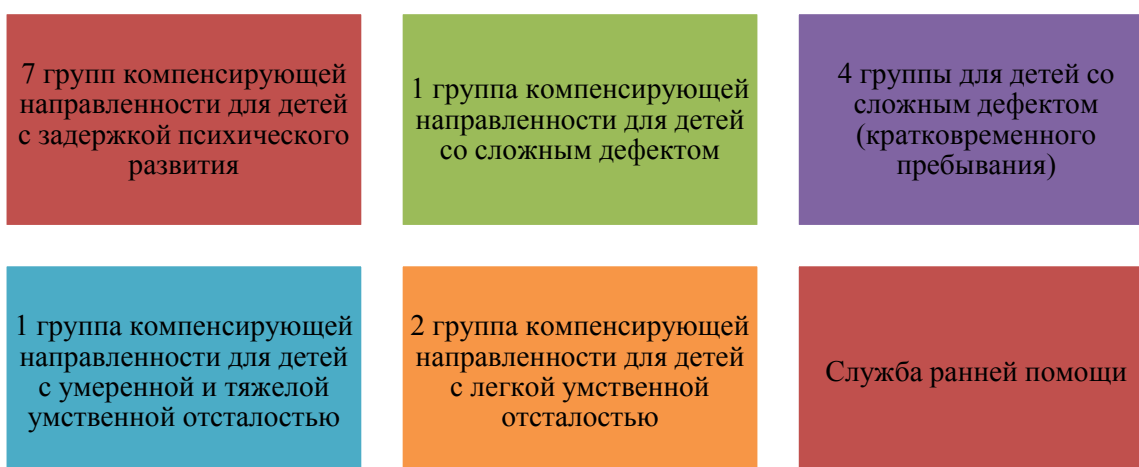 7 групп компенсирующей
направленности для детей
с задержкой психического
развития
1 группа компенсирующей
направленности для детей
со сложным дефектом
4 группы для детей со
сложным дефектом
(кратковременного
пребывания)
1 группа компенсирующей
направленности для детей
с умеренной и тяжелой
умственной отсталостью
2 группа компенсирующей
направленности для детей
с легкой умственной
отсталостью
Служба ранней помощи